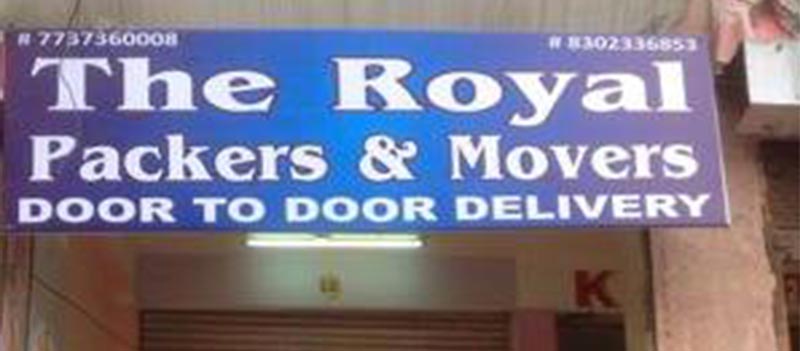 # 7737360008 # 8302336853
The Royal
Packers & Movers
DOOR TO DOOR DELIVERY
K